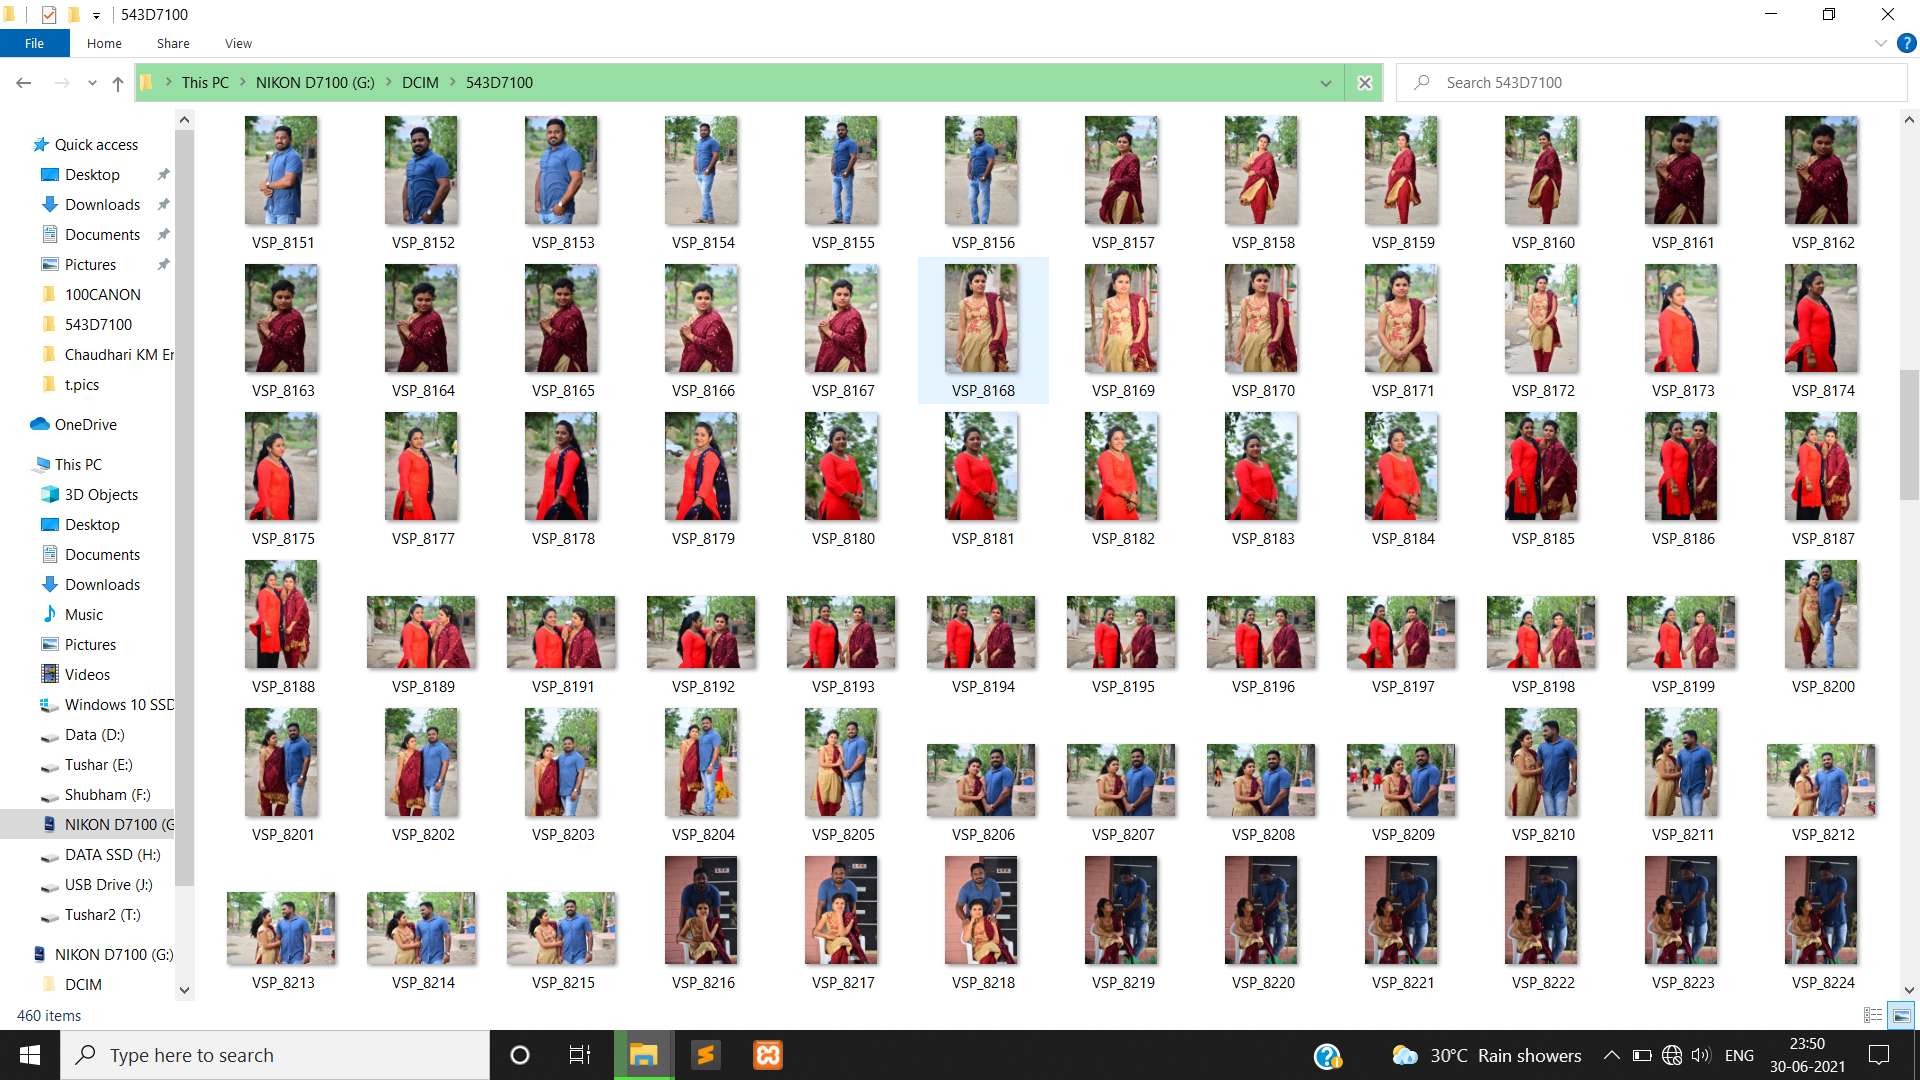 543D7100
File Home Share View
This PC NIKON D7100 (G:) DCIM 543D7100
Search 543D7100
Quick access
Desktop
Downloads
Documents
Pictures
100CANON
543D7100
Chaudhari KM Er
t.pics
OneDrive
This PC
3D Objects
Desktop
Documents
Downloads
Music
Pictures
Videos
Windows 10 SSD
Data (D:)
Tushar (E:)
Shubham (F:)
NIKON D7100 (G
DATA SSD (H:)
USB Drive (J:)
Tushar2 (T:)
NIKON D7100 (G:)
DCIM
VSP_8151 VSP_8152 VSP_8153 VSP_8154 VSP_8155 VSP_8156 VSP_8157 VSP_8158 VSP_8159 VSP_8160 VSP_8161 VSP_8162
VSP_8163 VSP_8164 VSP_8165 VSP_8166 VSP_8167 VSP_8168 VSP_8169 VSP_8170 VSP_8171 VSP_8172 VSP_8173 VSP_8174
VSP_8175 VSP_8177 VSP_8178 VSP_8179 VSP_8180 VSP_8181 VSP_8182 VSP_8183 VSP_8184 VSP_8185 VSP_8186 VSP_8187
VSP_8188 VSP_8189 VSP_8191 VSP_8192 VSP_8193 VSP_8194 VSP_8195 VSP_8196 VSP_8197 VSP_8198 VSP_8199 VSP_8200
VSP_8201 VSP_8202 VSP_8203 VSP_8204 VSP_8205 VSP_8206 VSP_8207 VSP_8208 VSP_8209 VSP_8210 VSP_8211 VSP_8212
VSP_8213 VSP_8214 VSP_8215 VSP_8216 VSP_8217 VSP_8218 VSP_8219 VSP_8220 VSP_8221 VSP_8222 VSP_8223 VSP_8224
460 items
Type here to search
30°C Rain showers
ENG
23:50
30-06-2021